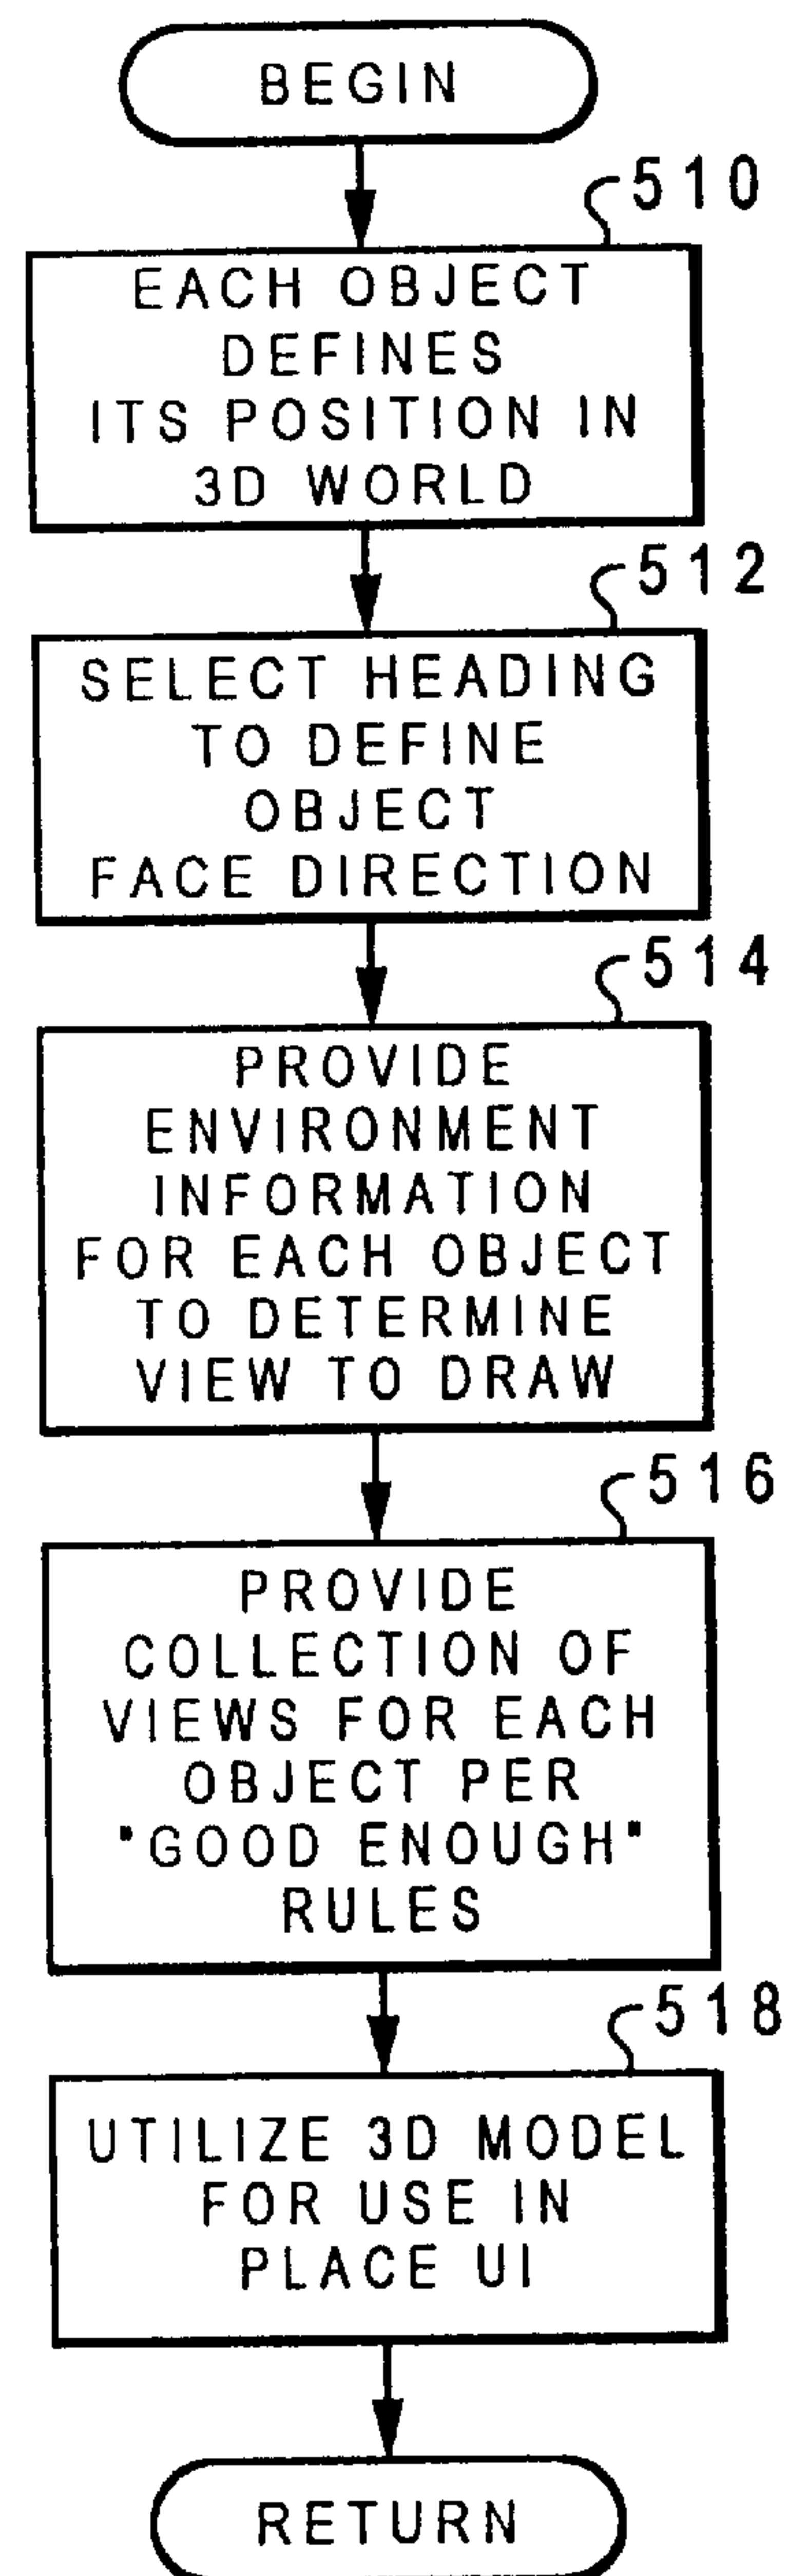 BEGIN
510
EACH OBJECT
DEFINES
ITS POSITION IN
3D WORLD
512
SELECT HEADING
TO DEFINE
OBJECT
FACE DIRECTION
514
PROVIDE
ENVIRONMENT
INFORMATION
FOR EACH OBJECT
TO DETERMINE
VIEW TO DRAW
516
PROVIDE
COLLECTION OF
VIEWS FOR EACH
OBJECT PER
"GOOD ENOUGH"
RULES
518
UTILIZE 3D MODEL
FOR USE IN
PLACE UI
RETURN